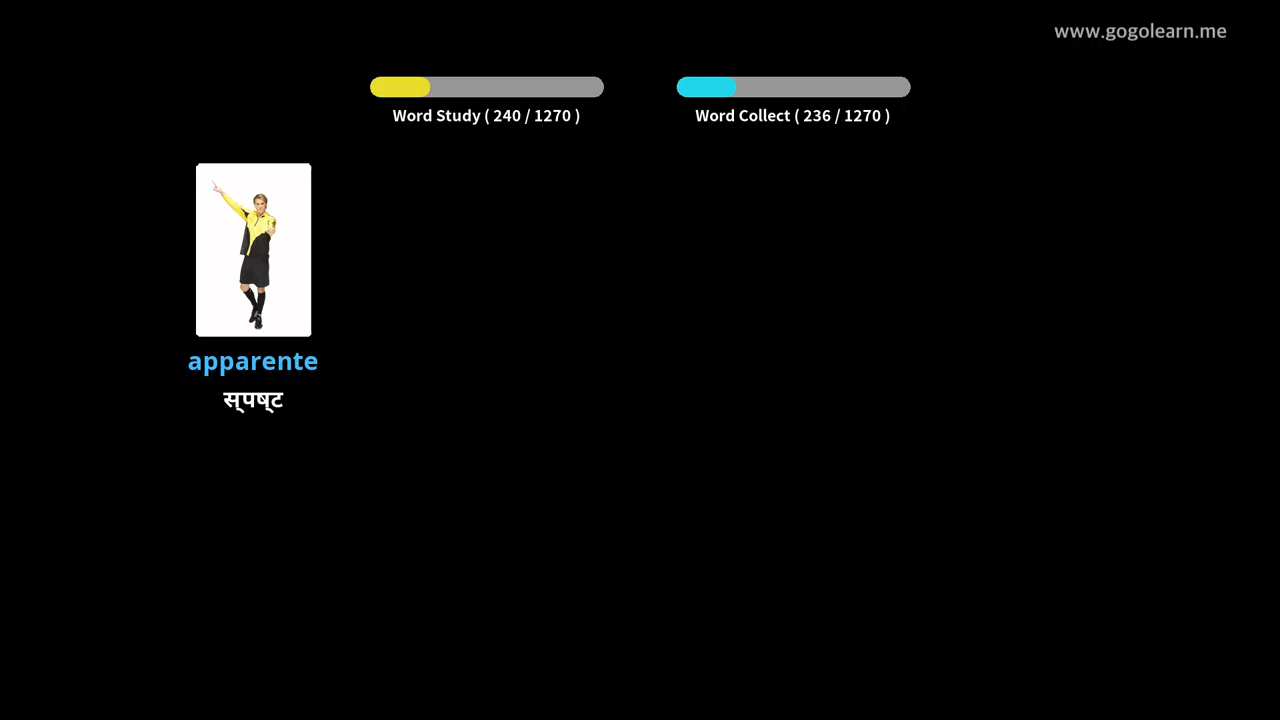 www.gogolearn.me
Word Study ( 240 / 1270 )
Word Collect ( 236 / 1270 )
apparente
स्पष्ट